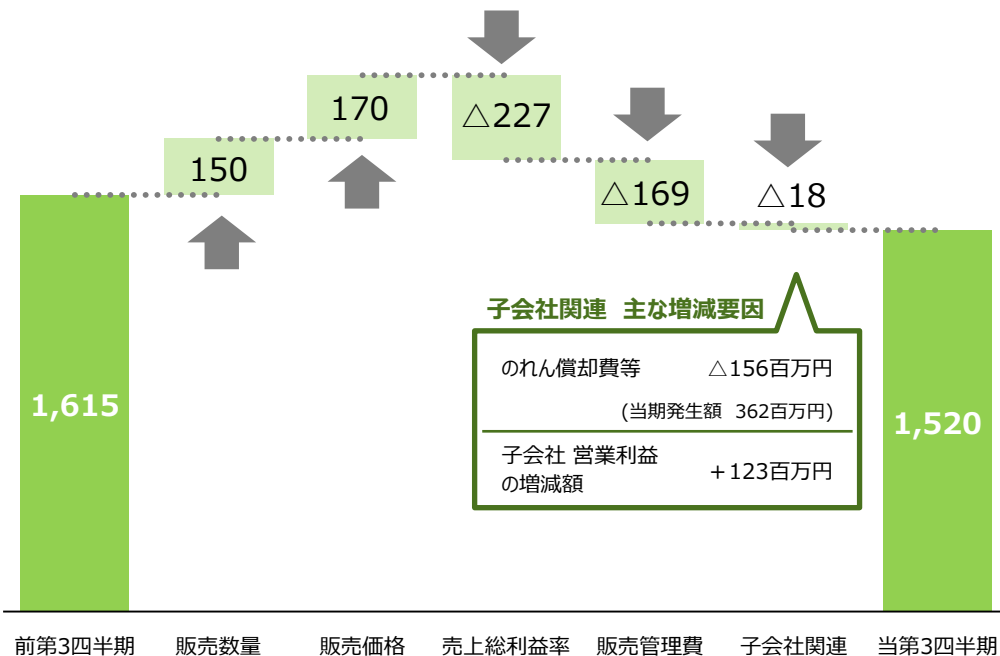 170
△227
150
△169
△18
子会社関連 主な増減要因
のれん償却費等 △156百万円
(当期発生額 362百万円)
子会社 営業利益
の増減額
+123百万円
1,615
1,520
前第3四半期 販売数量 販売価格 売上総利益率 販売管理費 子会社関連 当第3四半期